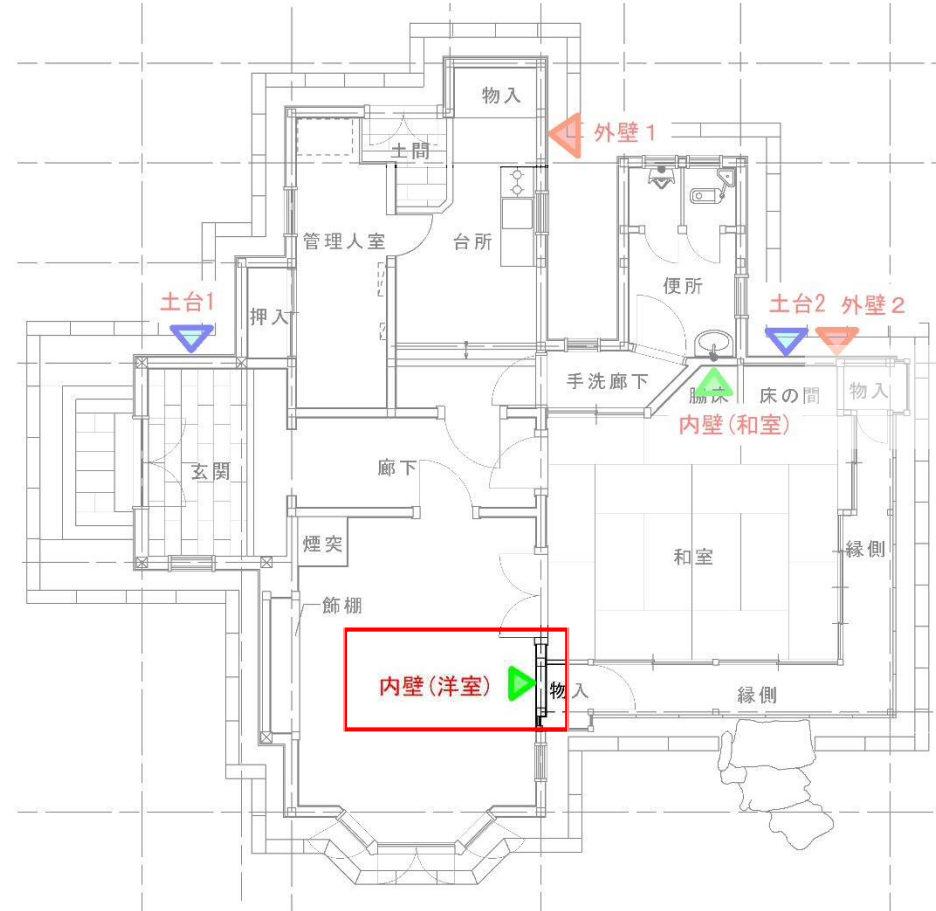 物入
外壁１
土間
管理人室
台所
便所
土台1
押入
土台2
外壁２
手洗廊下
脇床
床の間
物入
内壁(和室)
玄関
廊下
煙突
和室
縁側
飾棚
内壁(洋室)
物入
縁側